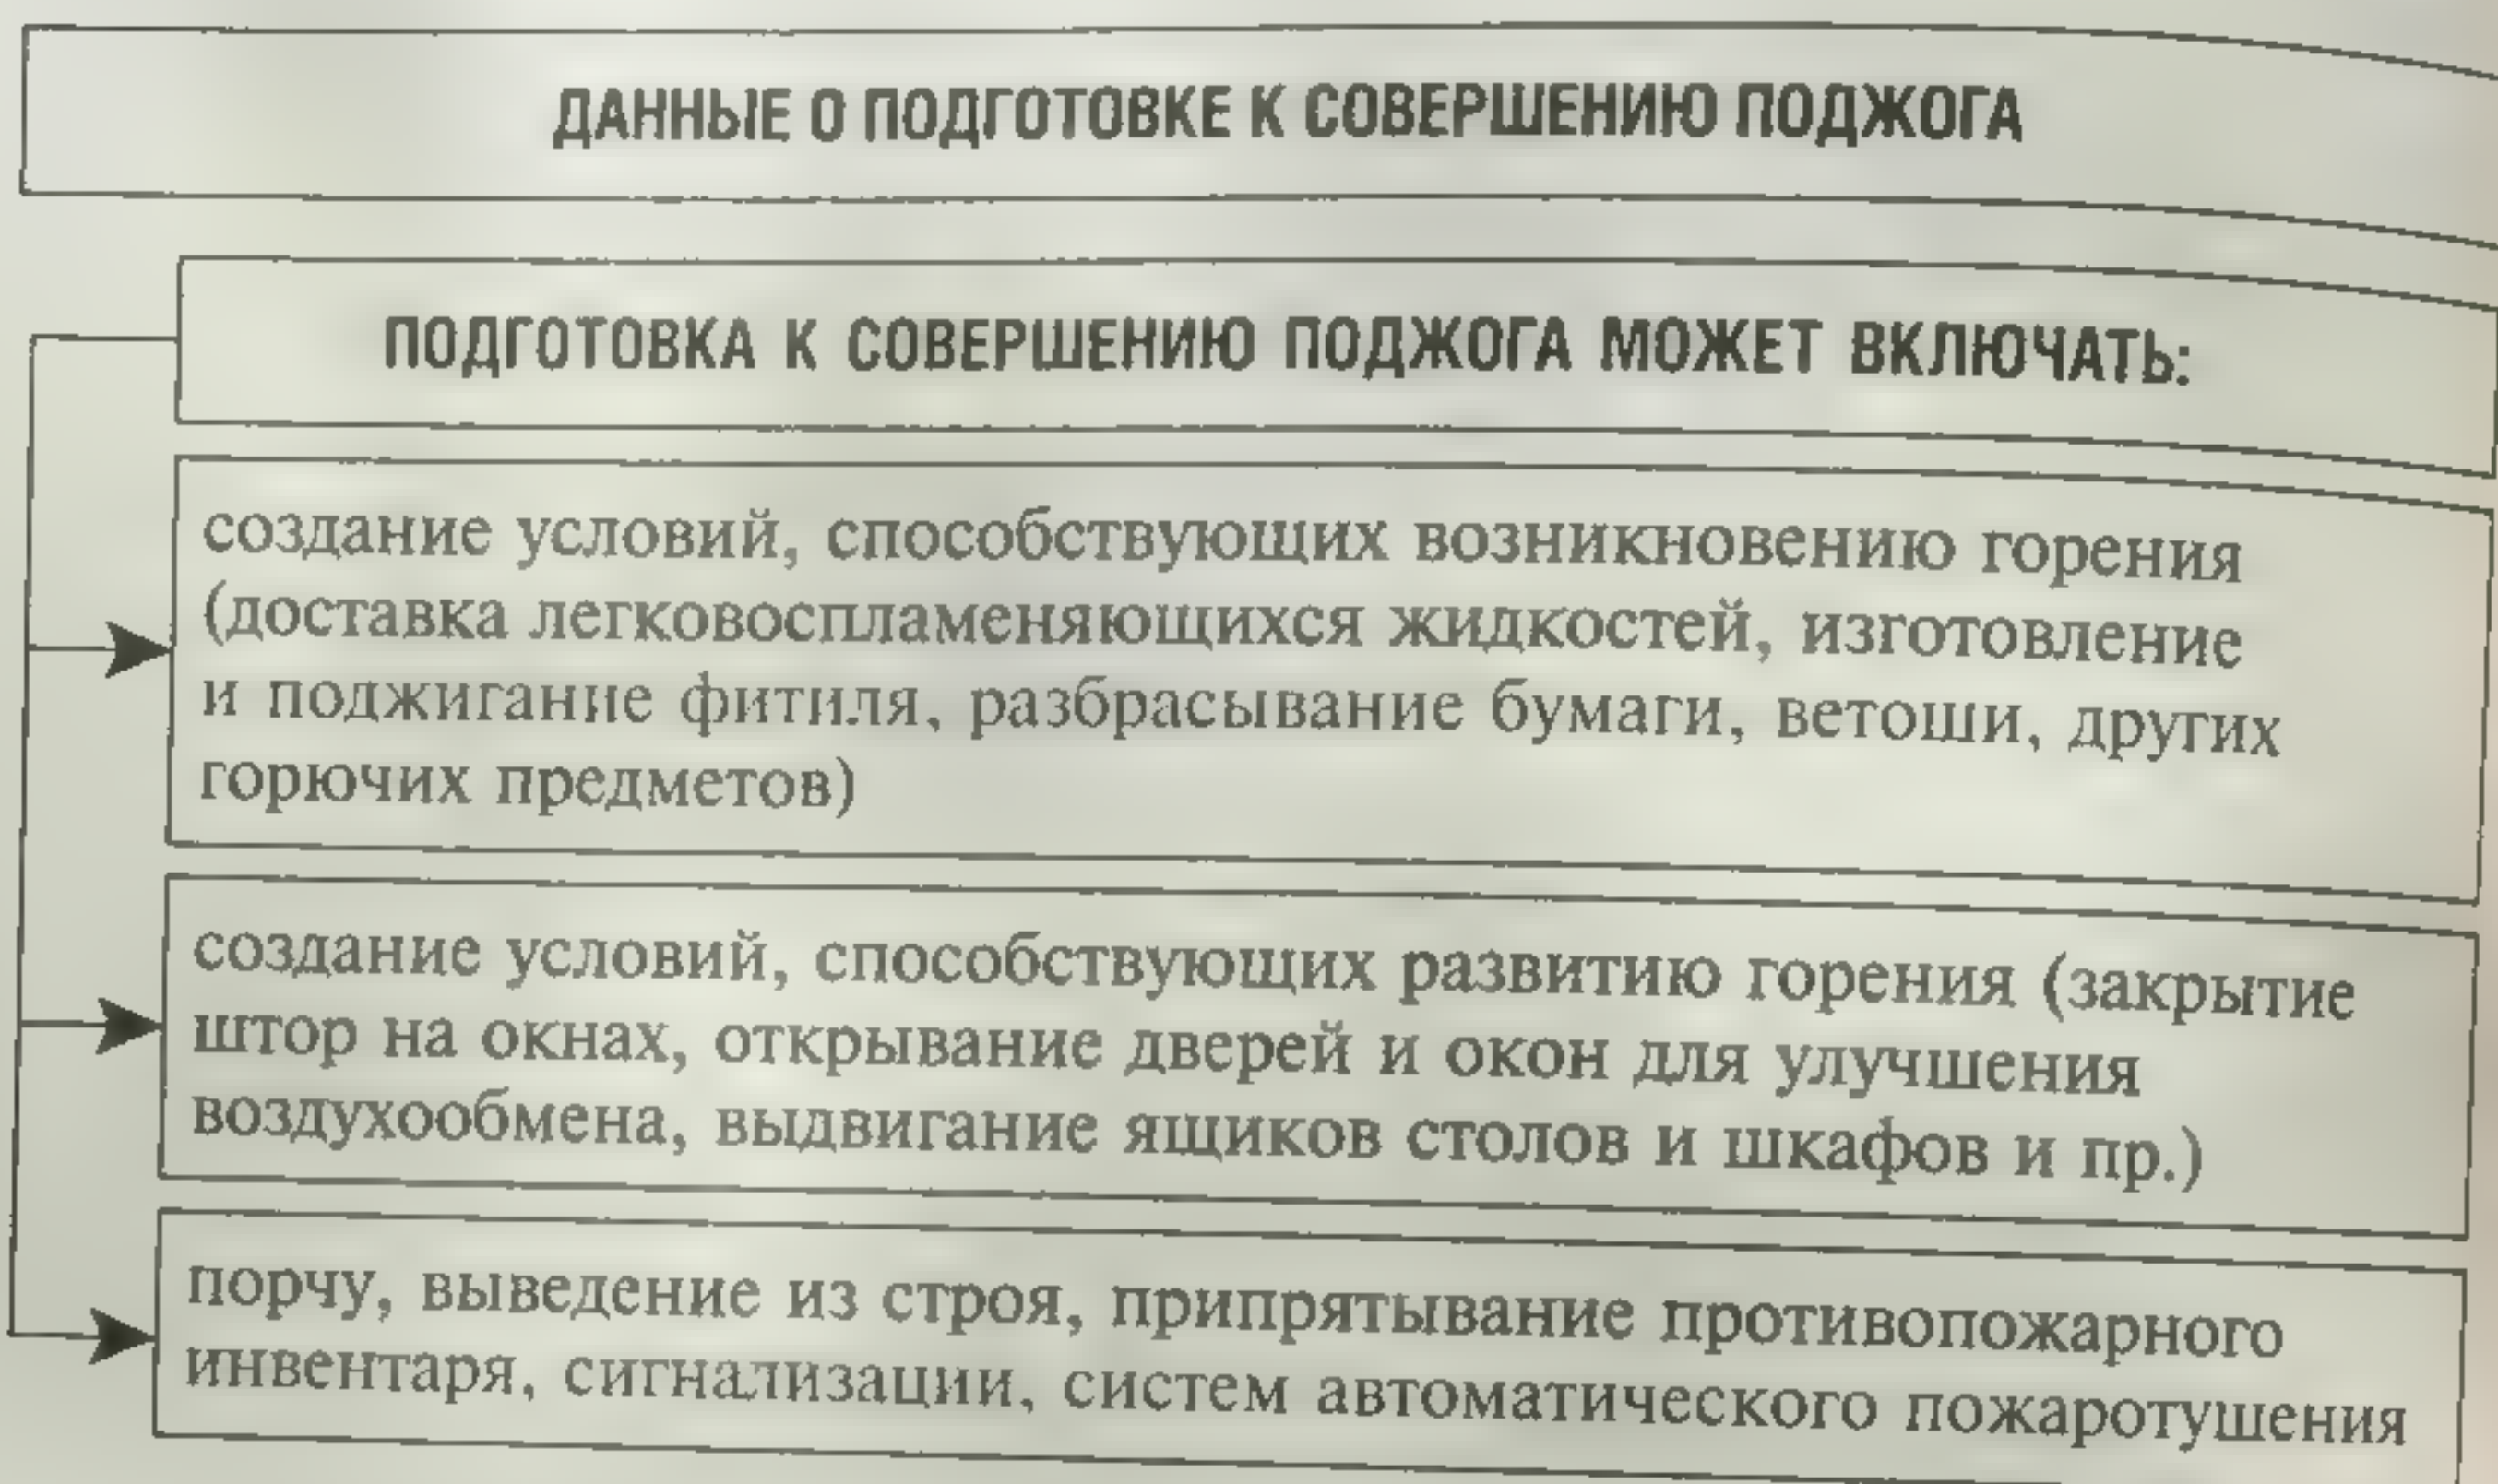 ДАННЫЕ О ПОДГОТОВКЕ К СОВЕРШЕНИЮ ПОДЖОГА
ПОДГОТОВКА К СОВЕРШЕНИЮ ПОДЖОГА МОЖЕТ ВКЛЮЧАТЬ:
создание условий, способствующих возникновению горения
(доставка легковоспламеняющихся жидкостей, изготовление
и поджигание фитиля, разбрасывание бумаги, ветоши, других
горючих предметов)
создание условий, способствующих развитию горения (закрытие
штор на окнах, открывание дверей и окон для улучшения
воздухообмена, выдвигание ящиков столов и шкафов и пр.)
порчу, выведение из строя, припрятывание противопожарного
инвентаря, сигнализации, систем автоматического пожаротушения